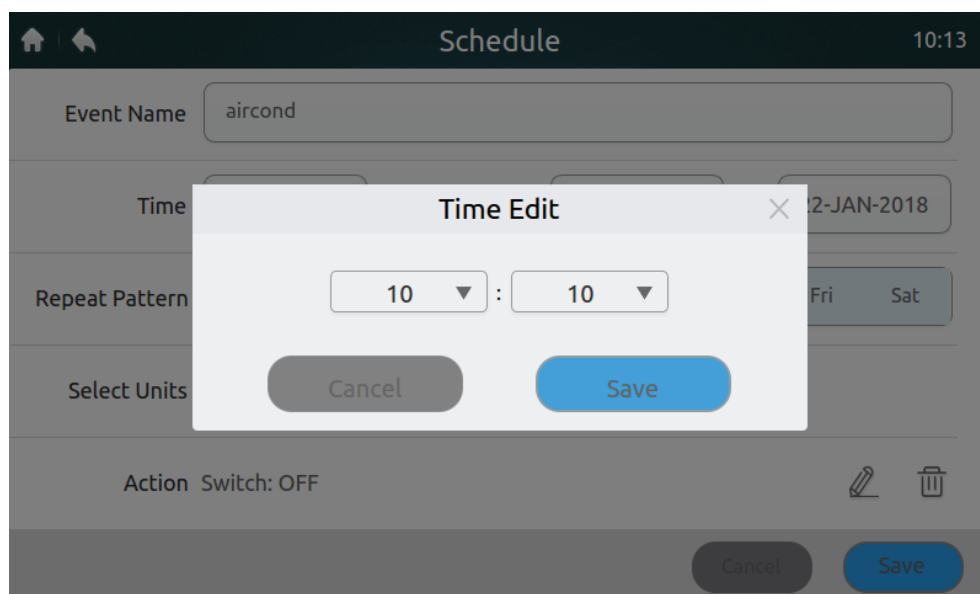 Schedule 10:13
Event Name aircond
Time 22-JAN-2018
Time Edit
10 : 10
Repeat Pattern Fri Sat
Cancel Save
Select Units
Action Switch: OFF
Cancel Save